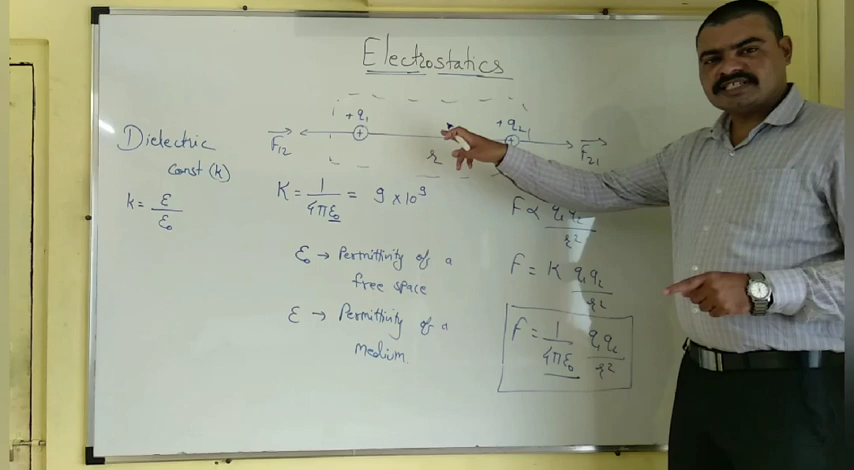 Electrostatics
+q₁
+q₂
F₁₂
F₂₁
r
Dielectric
Const (k)
k = ε / ε₀
K = 1 / 4πε₀ = 9 × 10⁹
ε₀ → Permittivity of a
free space
ε → Permittivity of a
medium
F ∝ q₁q₂ / r²
F = K q₁q₂ / r²
F = 1 / 4πε₀ q₁q₂ / r²